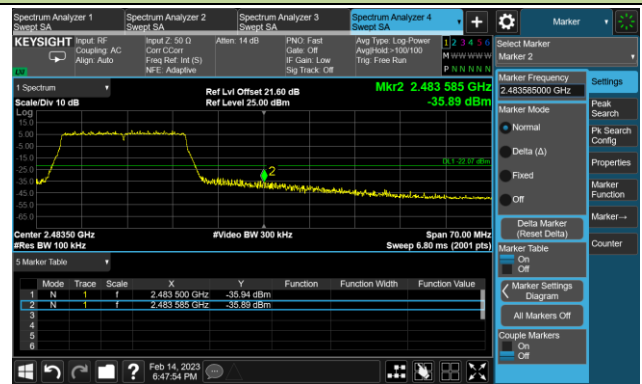 Spectrum Analyzer 1
Swept SA
Spectrum Analyzer 2
Swept SA
Spectrum Analyzer 3
Swept SA
Spectrum Analyzer 4
Swept SA
Marker
KEYSIGHT
Input: RF
Coupling: AC
Align: Auto
Input Z: 50 Ω
Corr CCorr
Freq Ref: Int (S)
NFE: Adaptive
Atten: 14 dB
PNO: Fast
Gate: Off
IF Gain: Low
Sig Track: Off
Avg Type: Log-Power
Avg|Hold:>100/100
Trig: Free Run
1 2 3 4 5 6
M W W W W W
P N N N N N
LW
1 Spectrum
Scale/Div 10 dB
Log
Ref Lvl Offset 21.60 dB
Ref Level 25.00 dBm
Mkr2 2.483 585 GHz
-35.89 dBm
15.0
5.00
-5.00
-15.0
-25.0
-35.0
-45.0
-55.0
-65.0
DL1 -22.07 dBm
2
Center 2.48350 GHz
#Res BW 100 kHz
#Video BW 300 kHz
Span 70.00 MHz
Sweep 6.80 ms (2001 pts)
5 Marker Table
Mode Trace Scale X Y Function Function Width Function Value
1 N 1 f 2.483 500 GHz -35.94 dBm
2 N 1 f 2.483 585 GHz -35.89 dBm
3
4
5
6
Select Marker
Marker 2
Marker Frequency
2.483585000 GHz
Marker Mode
Normal
Delta (Δ)
Fixed
Off
Delta Marker
(Reset Delta)
Marker Table
On
Off
Marker Settings
Diagram
All Markers Off
Couple Markers
On
Off
Settings
Peak
Search
Pk Search
Config
Properties
Marker
Function
Marker→
Counter
Feb 14, 2023
6:47:54 PM